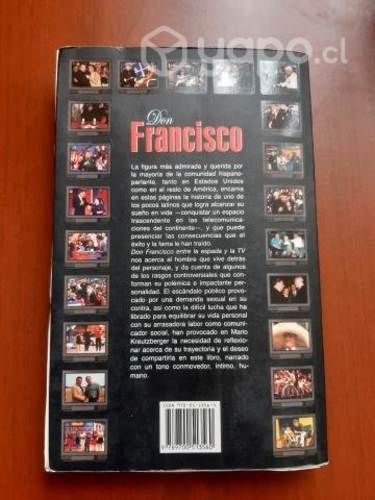 yapo.cl
Don
Francisco
La figura más admirada y querida por
la mayoría de la comunidad hispano-
parlante, tanto en Estados Unidos
como en el resto de América, encarna
en estas páginas la historia de uno de
los pocos latinos que logra alcanzar su
sueño en vida —conquistar un espacio
trascendente en las telecomunicaciones
del continente—, y que puede
presenciar las consecuencias que el
éxito y la fama le han traído.
Don Francisco entre la espada y la TV
nos acerca al hombre que vive detrás
del personaje, y da cuenta de algunos
de los rasgos controversiales que con-
forman su polémica e impactante per-
sonalidad. El escándalo público provo-
cado por una demanda sexual en su
contra, así como la difícil lucha que
ha librado para equilibrar su vida personal
con su arrasadora labor como comuni-
cador social, han provocado en Mario
Kreutzberger la necesidad de reflexio-
nar acerca de su trayectoria y el deseo
de compartirla en este libro, narrado
con un tono conmovedor, íntimo, hu-
mano.
9789700513560